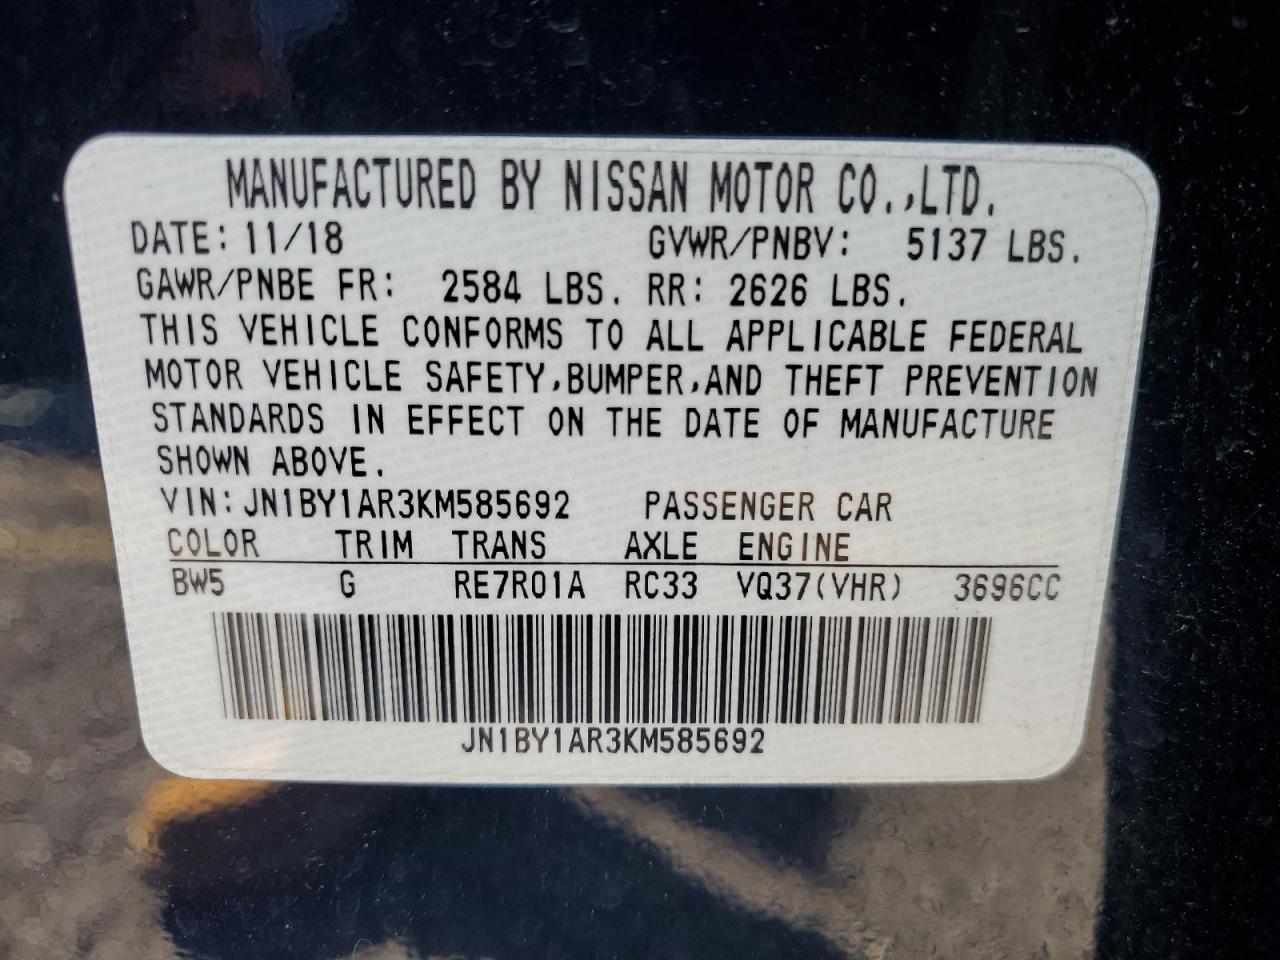 MANUFACTURED BY NISSAN MOTOR CO.,LTD.
DATE: 11/18 GVWR/PNBV: 5137 LBS.
GAWR/PNBE FR: 2584 LBS. RR: 2626 LBS.
THIS VEHICLE CONFORMS TO ALL APPLICABLE FEDERAL
MOTOR VEHICLE SAFETY,BUMPER,AND THEFT PREVENTION
STANDARDS IN EFFECT ON THE DATE OF MANUFACTURE
SHOWN ABOVE.
VIN:JN1BY1AR3KM585692 PASSENGER CAR
COLOR TRIM TRANS AXLE ENGINE
BW5 G RE7R01A RC33 VQ37(VHR) 3696CC
JN1BY1AR3KM585692